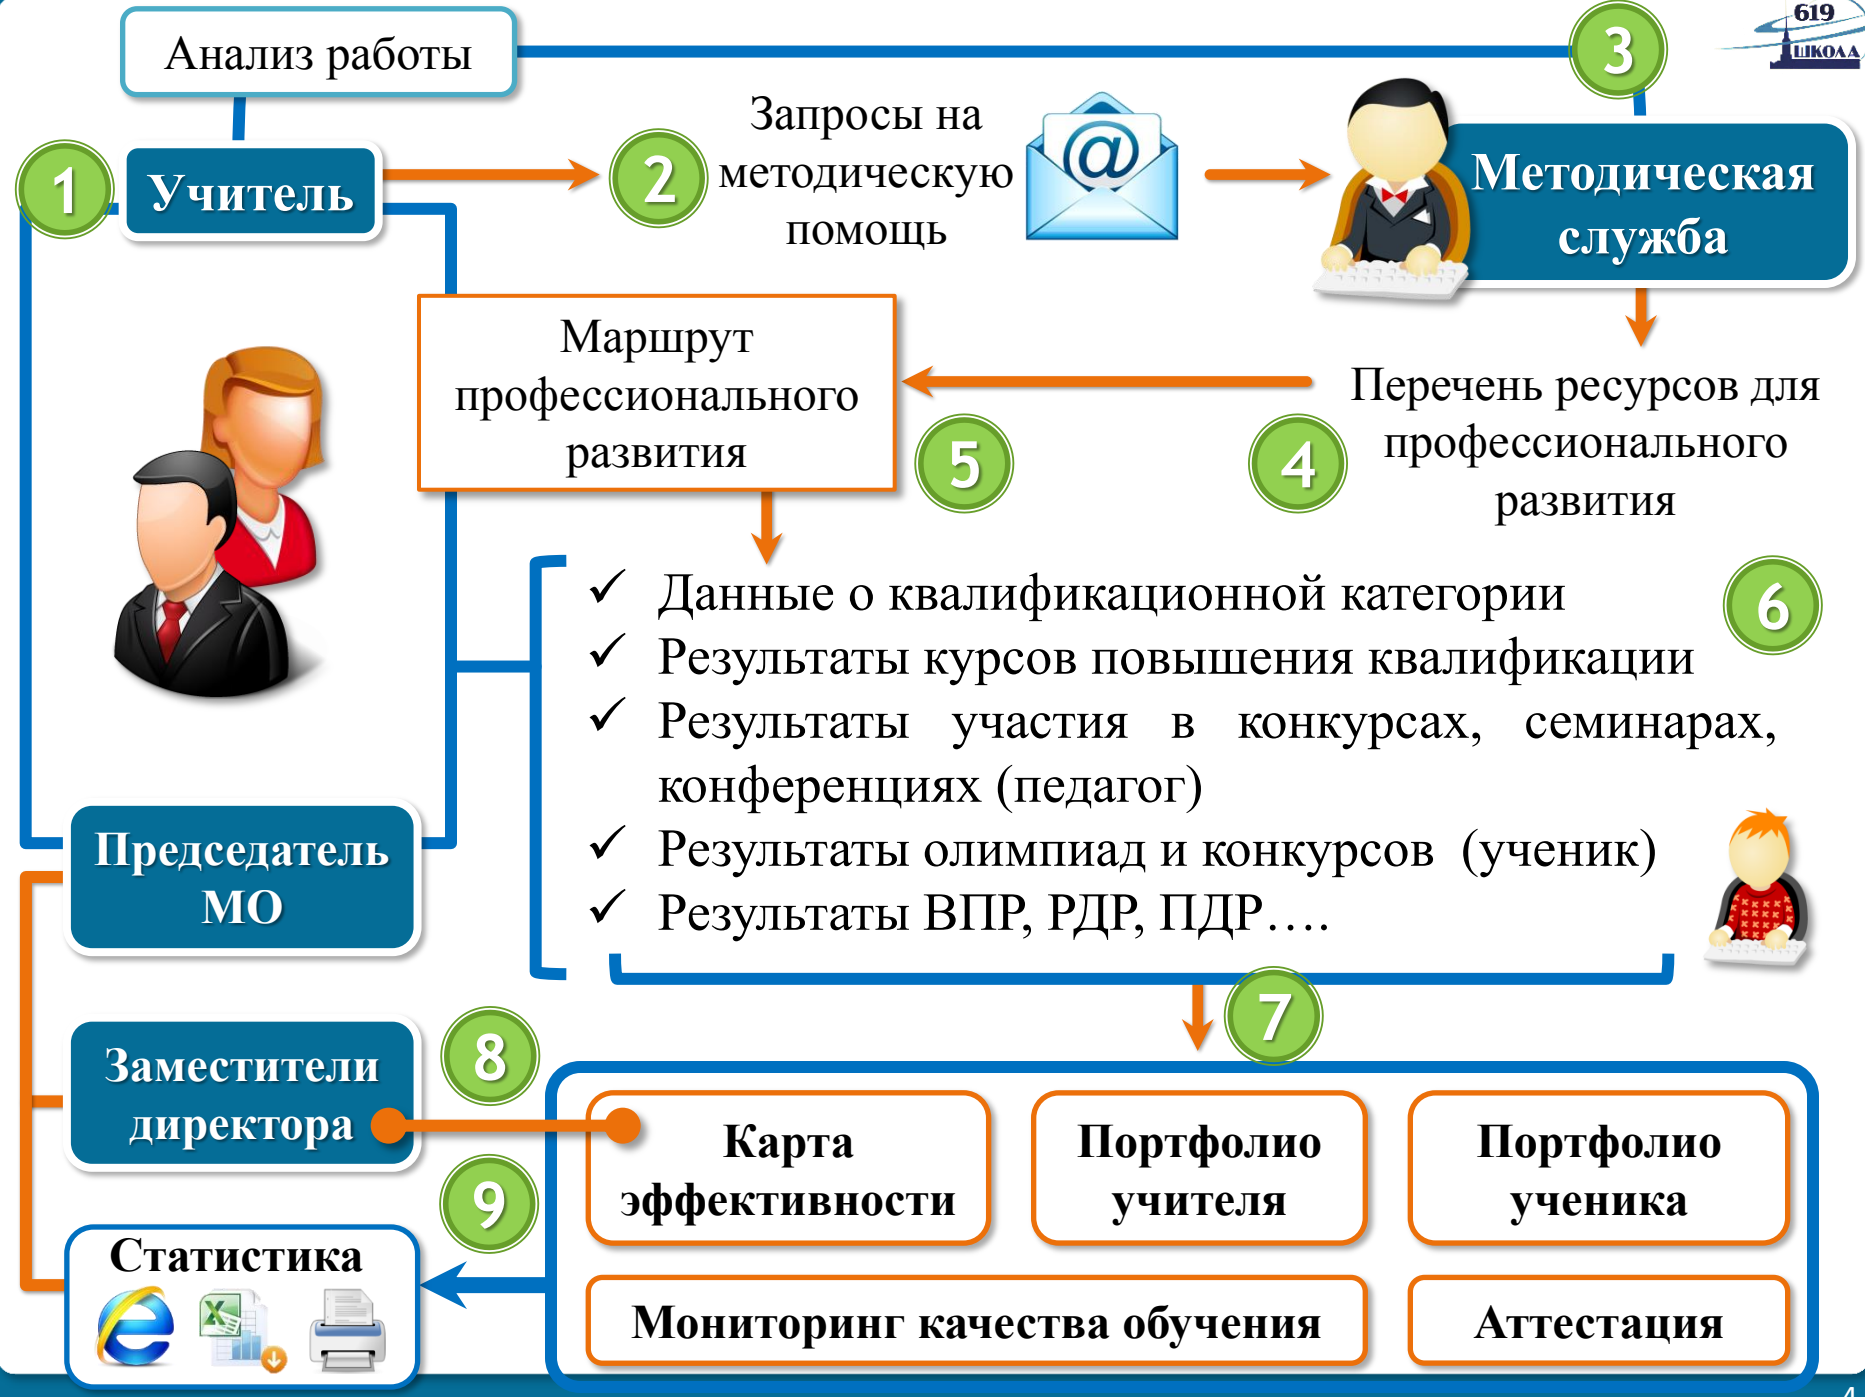 Анализ работы
3
619
ШКОЛА
1
Учитель
2
Запросы на
методическую
помощь
@
Методическая
служба
Маршрут
профессионального
развития
5
4
Перечень ресурсов для
профессионального
развития
6
✓ Данные о квалификационной категории
✓ Результаты курсов повышения квалификации
✓ Результаты участия в конкурсах, семинарах,
конференциях (педагог)
✓ Результаты олимпиад и конкурсов (ученик)
✓ Результаты ВПР, РДР, ПДР….
Председатель
МО
7
Заместители
директора
8
Карта
эффективности
Портфолио
учителя
Портфолио
ученика
9
Статистика
Мониторинг качества обучения
Аттестация
4